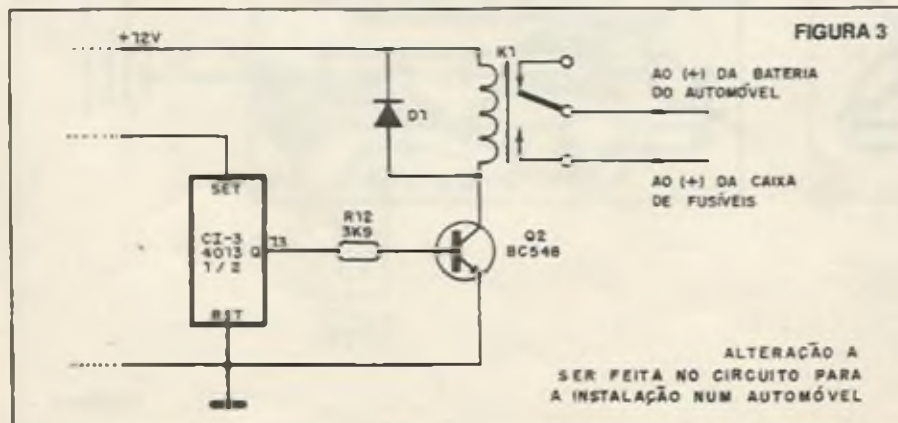 FIGURA 3
+12V
K1
AO (+) DA BATERIA
DO AUTOMÓVEL
D1
AO (+) DA CAIXA
DE FUSÍVEIS
SET
CI-3
4013 Q
1/2
RST
13
R12
3K9
Q2
BC548
ALTERAÇÃO A
SER FEITA NO CIRCUITO PARA
A INSTALAÇÃO NUM AUTOMÓVEL